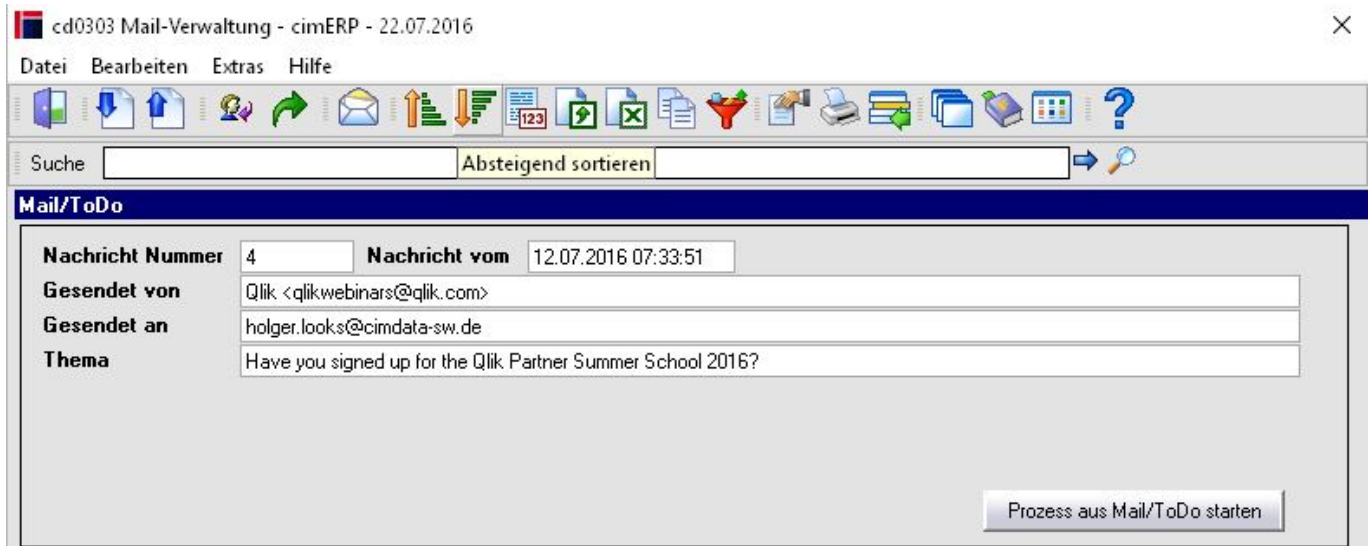 cd0303 Mail-Verwaltung - cimERP - 22.07.2016
Datei Bearbeiten Extras Hilfe
123
Suche Absteigend sortieren
Mail/ToDo
Nachricht Nummer 4 Nachricht vom 12.07.2016 07:33:51
Gesendet von Qlik <qlikwebinars@qlik.com>
Gesendet an holger.looks@cimdata-sw.de
Thema Have you signed up for the Qlik Partner Summer School 2016?
Prozess aus Mail/ToDo starten